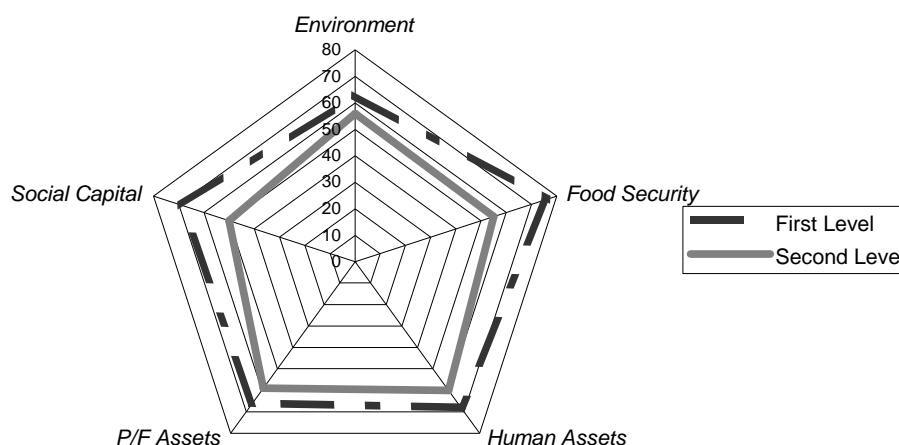 Environment
80
70
60
50
40
30
20
10
0
Social Capital
Food Security
First Level
Second Level
P/F Assets
Human Assets